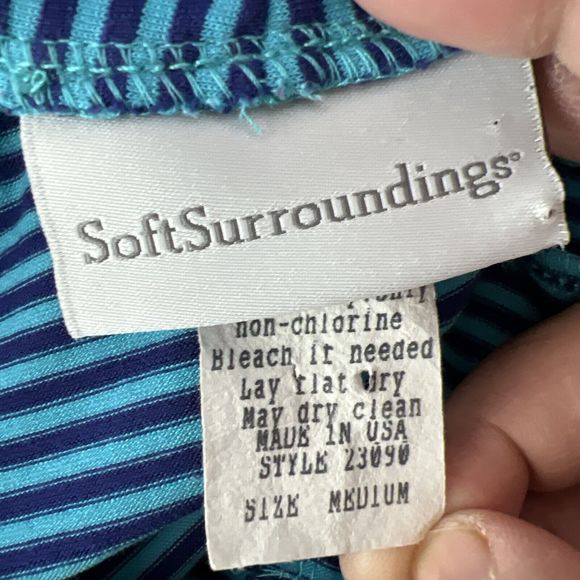 SoftSurroundings®
only
non-chlorine
Bleach if needed
Lay flat dry
May dry clean
MADE IN USA
STYLE 23090
SIZE MEDIUM